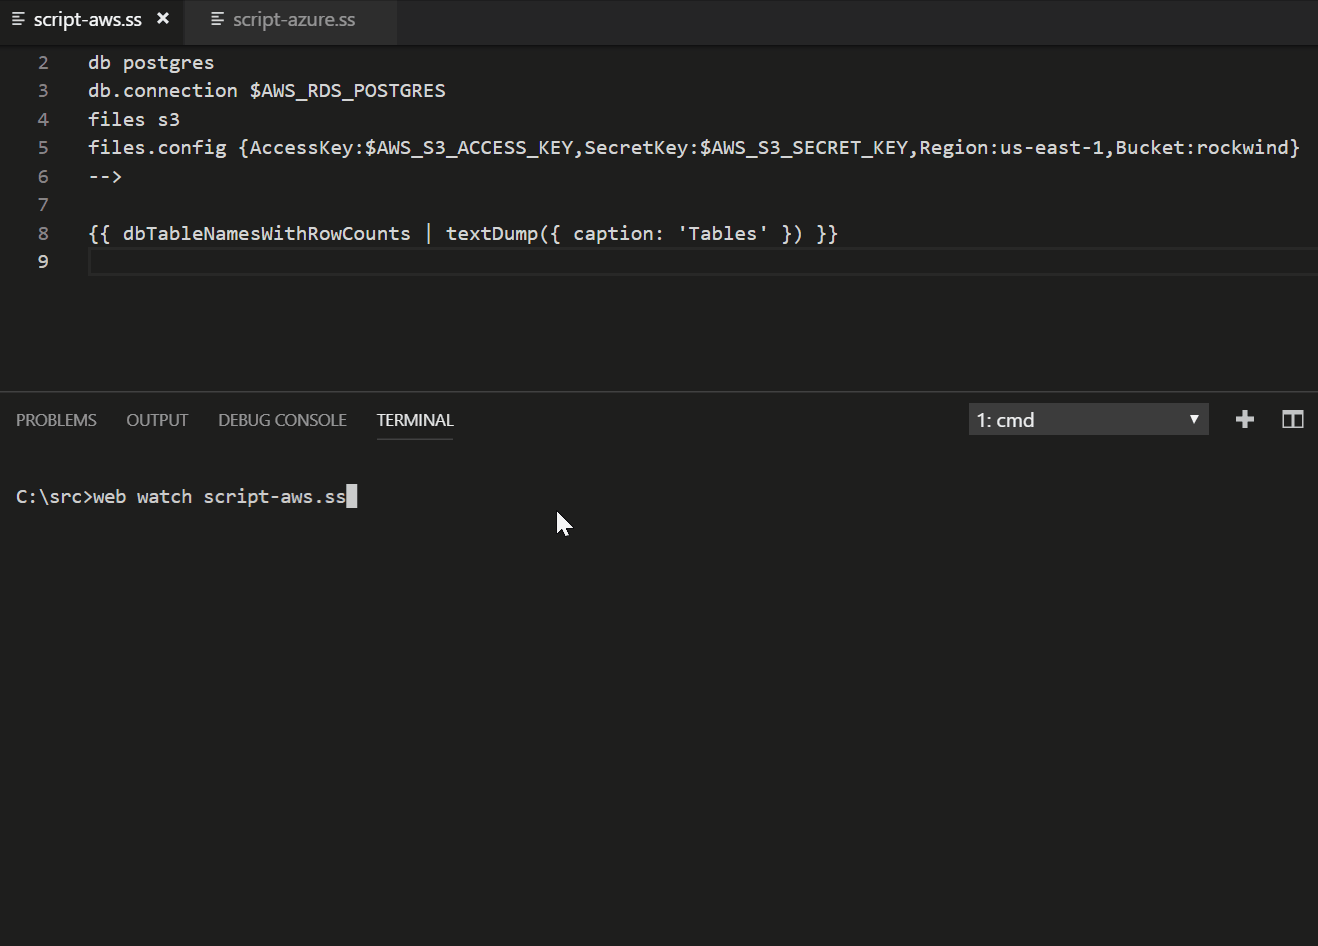 script-aws.ss × script-azure.ss
2 db postgres
3 db.connection $AWS_RDS_POSTGRES
4 files s3
5 files.config {AccessKey:$AWS_S3_ACCESS_KEY,SecretKey:$AWS_S3_SECRET_KEY,Region:us-east-1,Bucket:rockwind}
6 -->
7
8 {{ dbTableNamesWithRowCounts | textDump({ caption: 'Tables' }) }}
9
PROBLEMS OUTPUT DEBUG CONSOLE TERMINAL 1: cmd
C:\src>web watch script-aws.ss